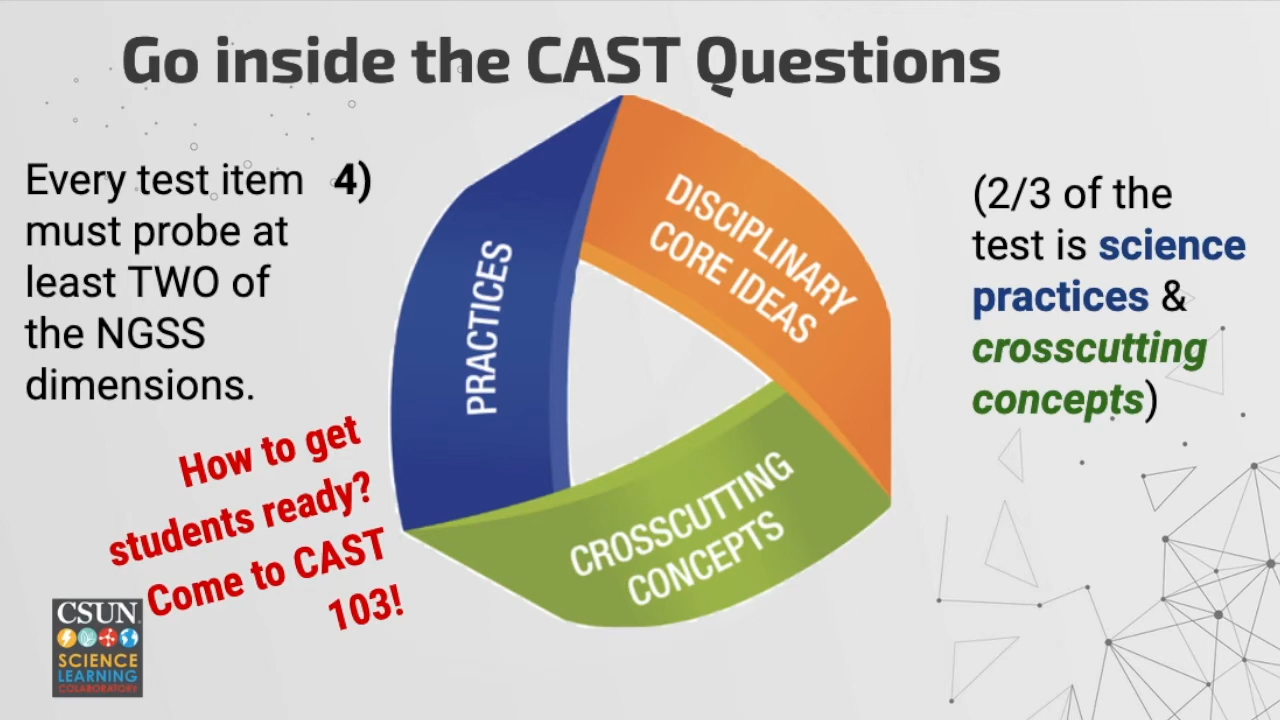 Go inside the CAST Questions
Every test item 4)
must probe at
least TWO of
the NGSS
dimensions.
How to get
students ready?
Come to CAST
103!
PRACTICES
DISCIPLINARY
CORE IDEAS
CROSSCUTTING
CONCEPTS
(2/3 of the
test is science
practices &
crosscutting
concepts)
CSUN
SCIENCE
LEARNING
COLABORATORY